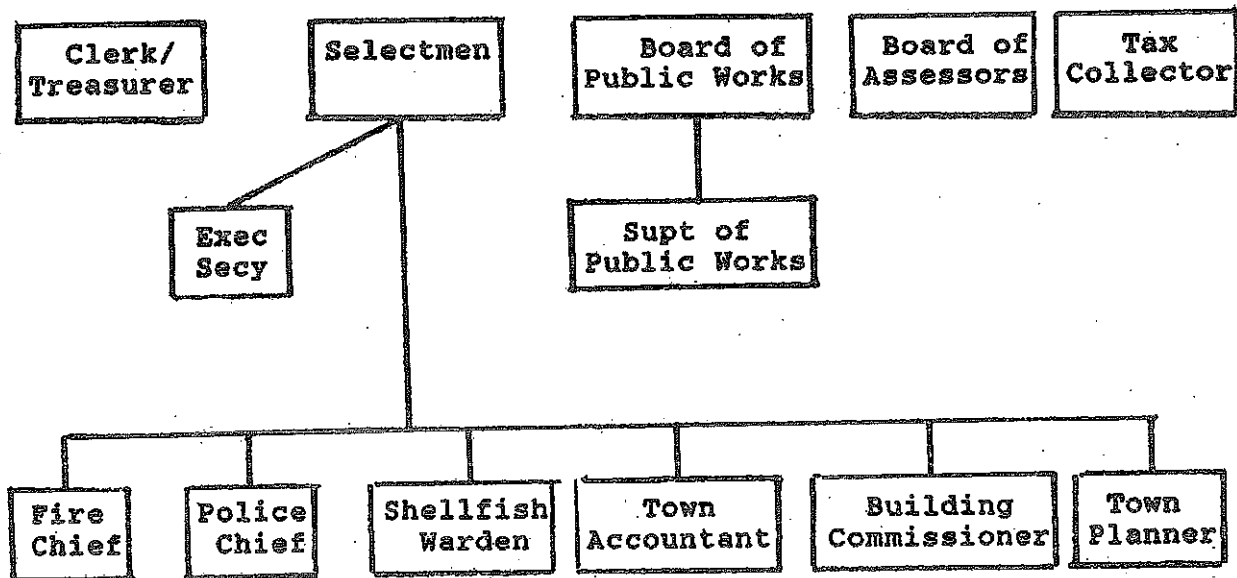 Clerk/
Treasurer
Selectmen
Board of
Public Works
Board of
Assessors
Tax
Collector
Exec
Secy
Supt of
Public Works
Fire
Chief
Police
Chief
Shellfish
Warden
Town
Accountant
Building
Commissioner
Town
Planner